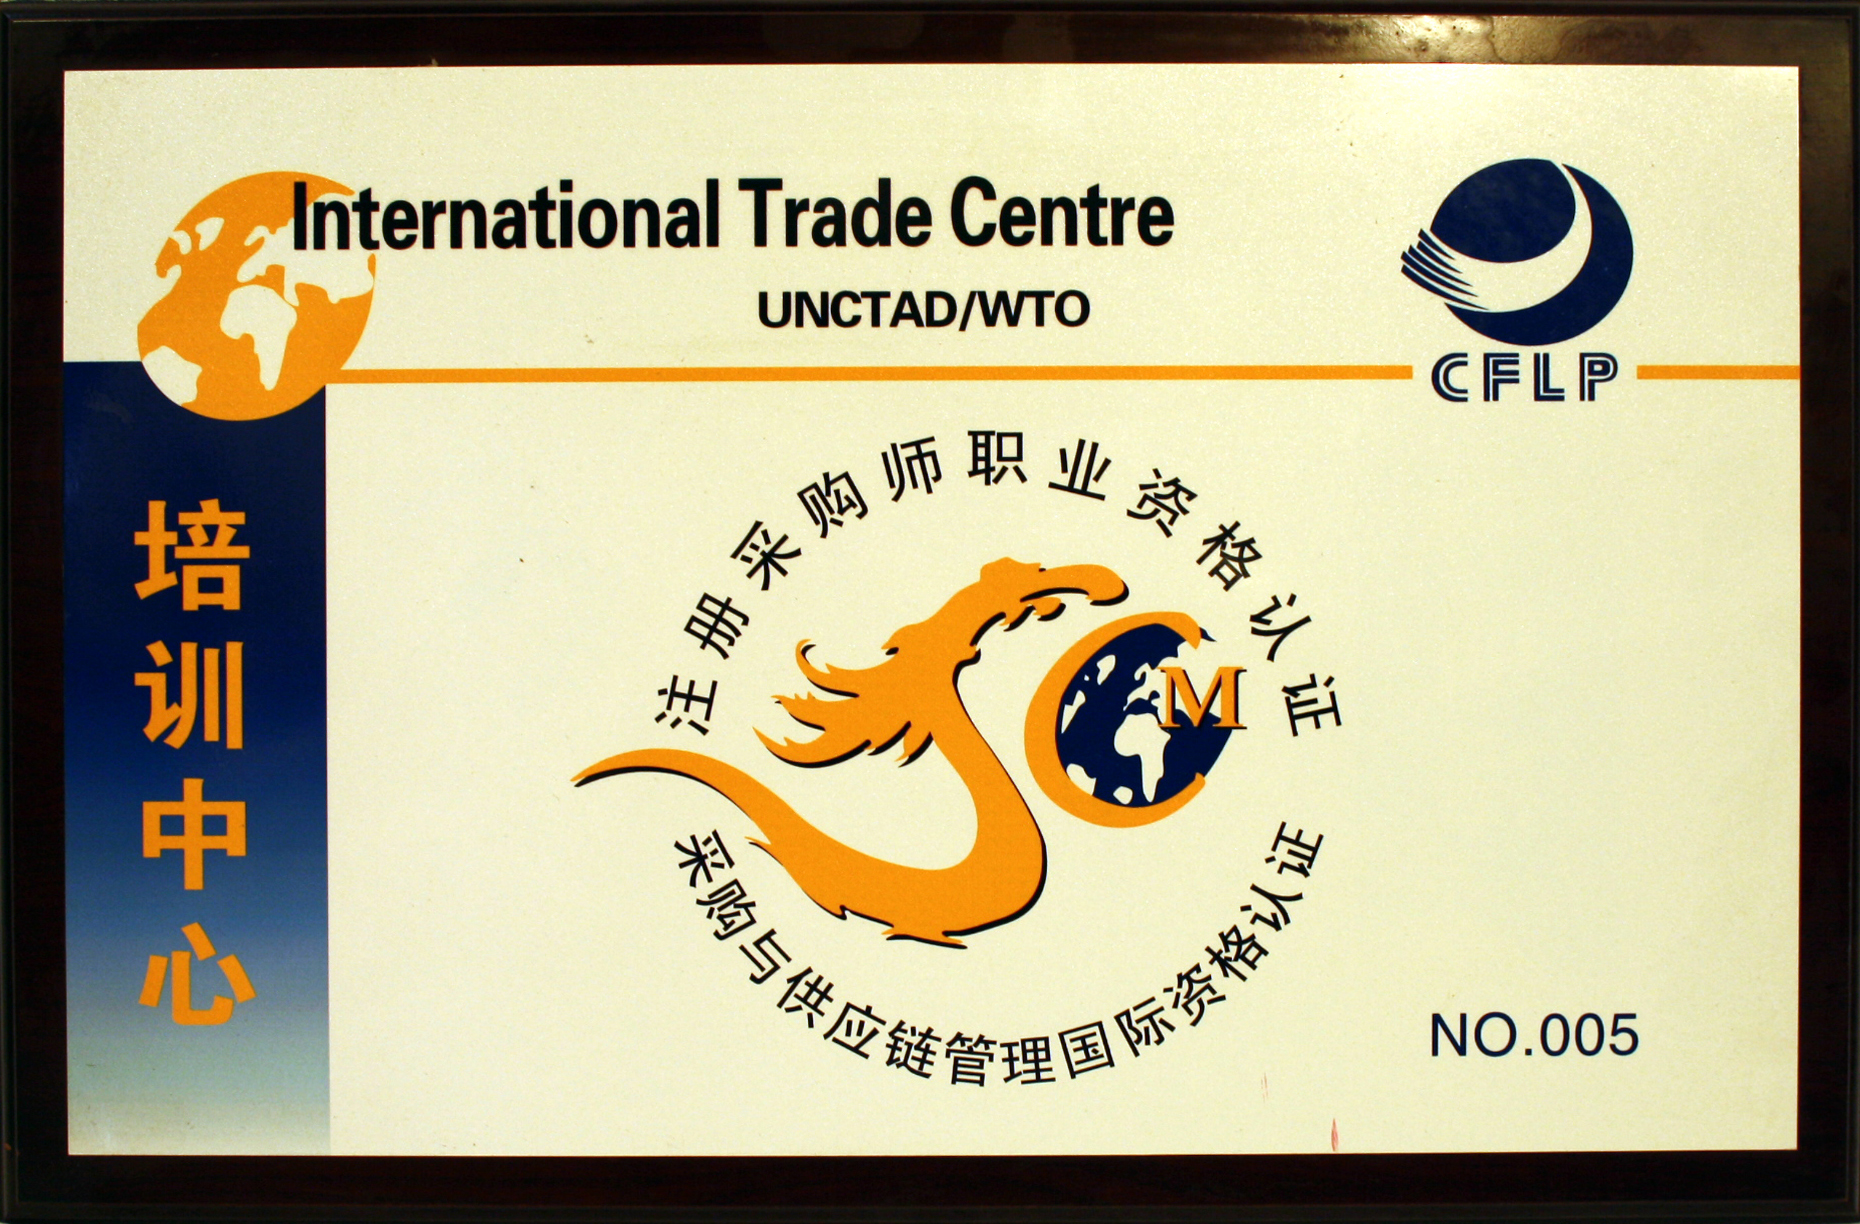 International Trade Centre
UNCTAD/WTO
CFLP
培训中心
注册采购师职业资格认证
M
采购与供应链管理国际资格认证
NO.005